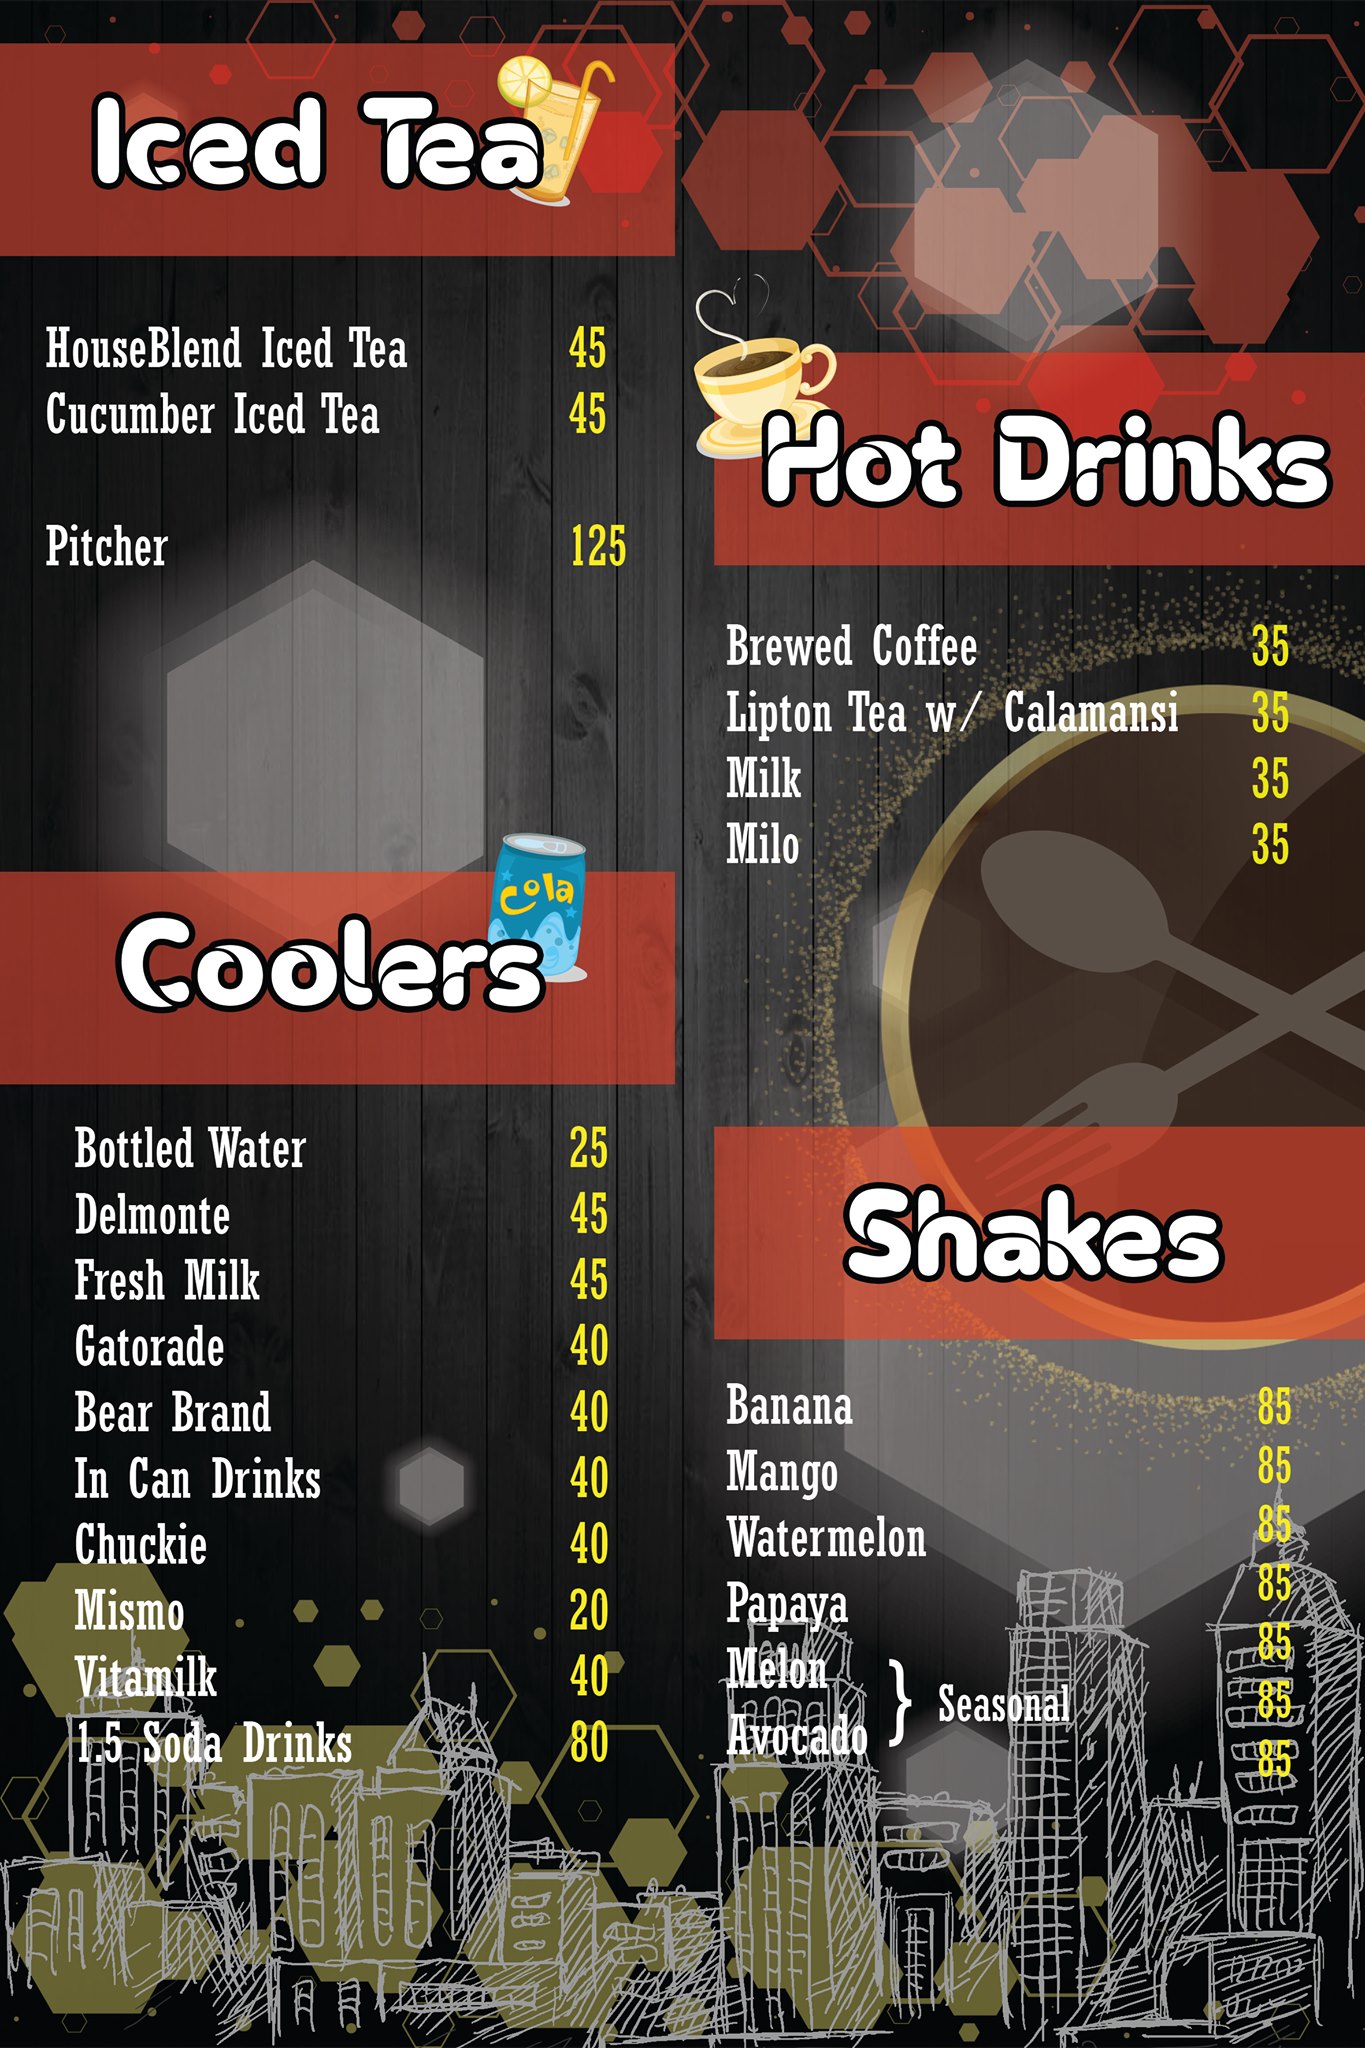 Iced Tea
HouseBlend Iced Tea 45
Cucumber Iced Tea 45
Pitcher 125
Cola
Coolers
Bottled Water 25
Delmonte 45
Fresh Milk 45
Gatorade 40
Bear Brand 40
In Can Drinks 40
Chuckie 40
Mismo 20
Vitamilk 40
1.5 Soda Drinks 80
Hot Drinks
Brewed Coffee 35
Lipton Tea w/ Calamansi 35
Milk 35
Milo 35
Shakes
Banana 85
Mango 85
Watermelon 85
Papaya 85
Melon 85
} Seasonal 85
Avocado 85